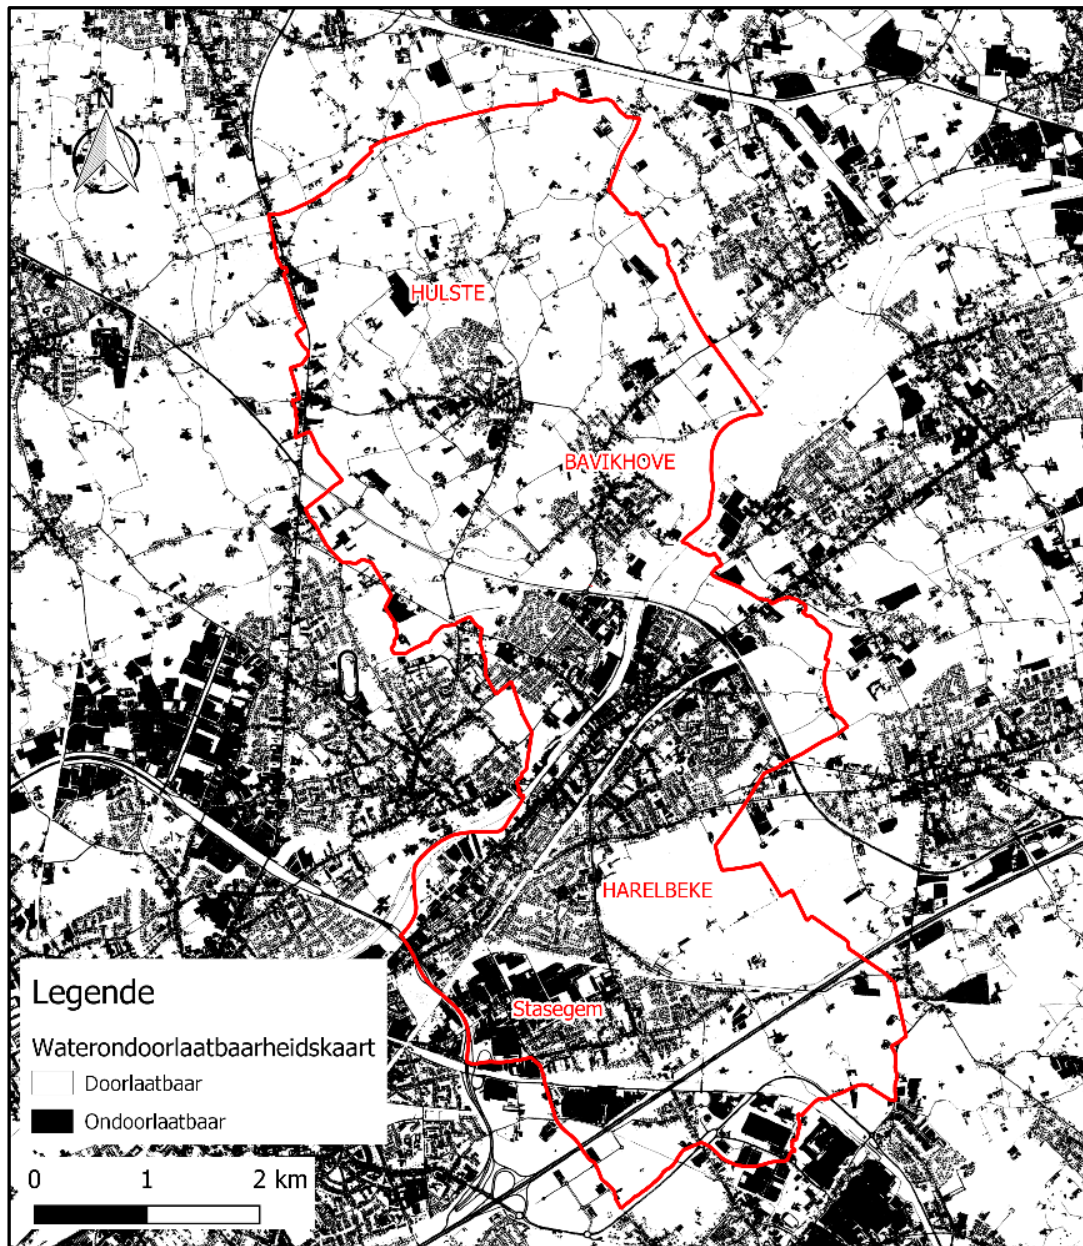 N
HULSTE
BAVIKHOVE
HARELBEKE
Stasegem
Legende
Waterondoorlaatbaarheidskaart
Doorlaatbaar
Ondoorlaatbaar
0 1 2 km